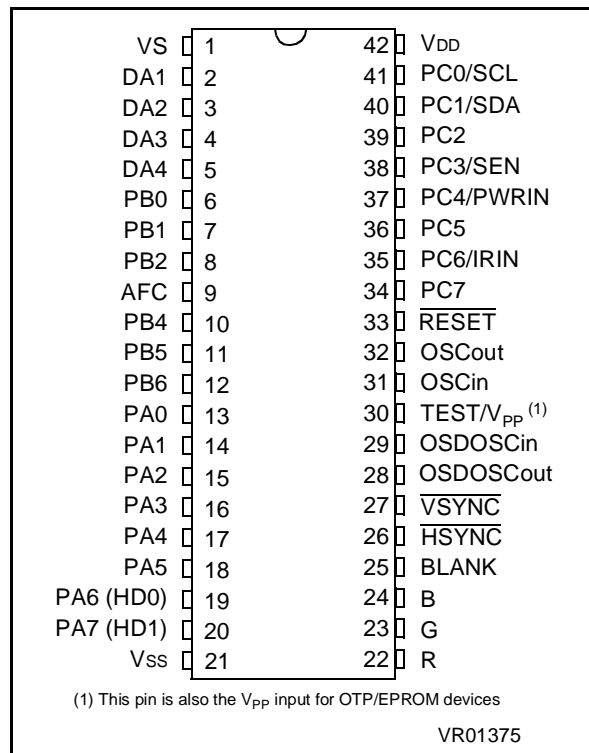 VS 1 42 VDD
DA1 2 41 PC0/SCL
DA2 3 40 PC1/SDA
DA3 4 39 PC2
DA4 5 38 PC3/SEN
PB0 6 37 PC4/PWRIN
PB1 7 36 PC5
PB2 8 35 PC6/IRIN
AFC 9 34 PC7
PB4 10 33 RESET
PB5 11 32 OSCout
PB6 12 31 OSCin
PA0 13 30 TEST/VPP (1)
PA1 14 29 OSDOSCin
PA2 15 28 OSDOSCout
PA3 16 27 VSYNC
PA4 17 26 HSYNC
PA5 18 25 BLANK
PA6 (HD0) 19 24 B
PA7 (HD1) 20 23 G
VSS 21 22 R
(1) This pin is also the VPP input for OTP/EPROM devices
VR01375